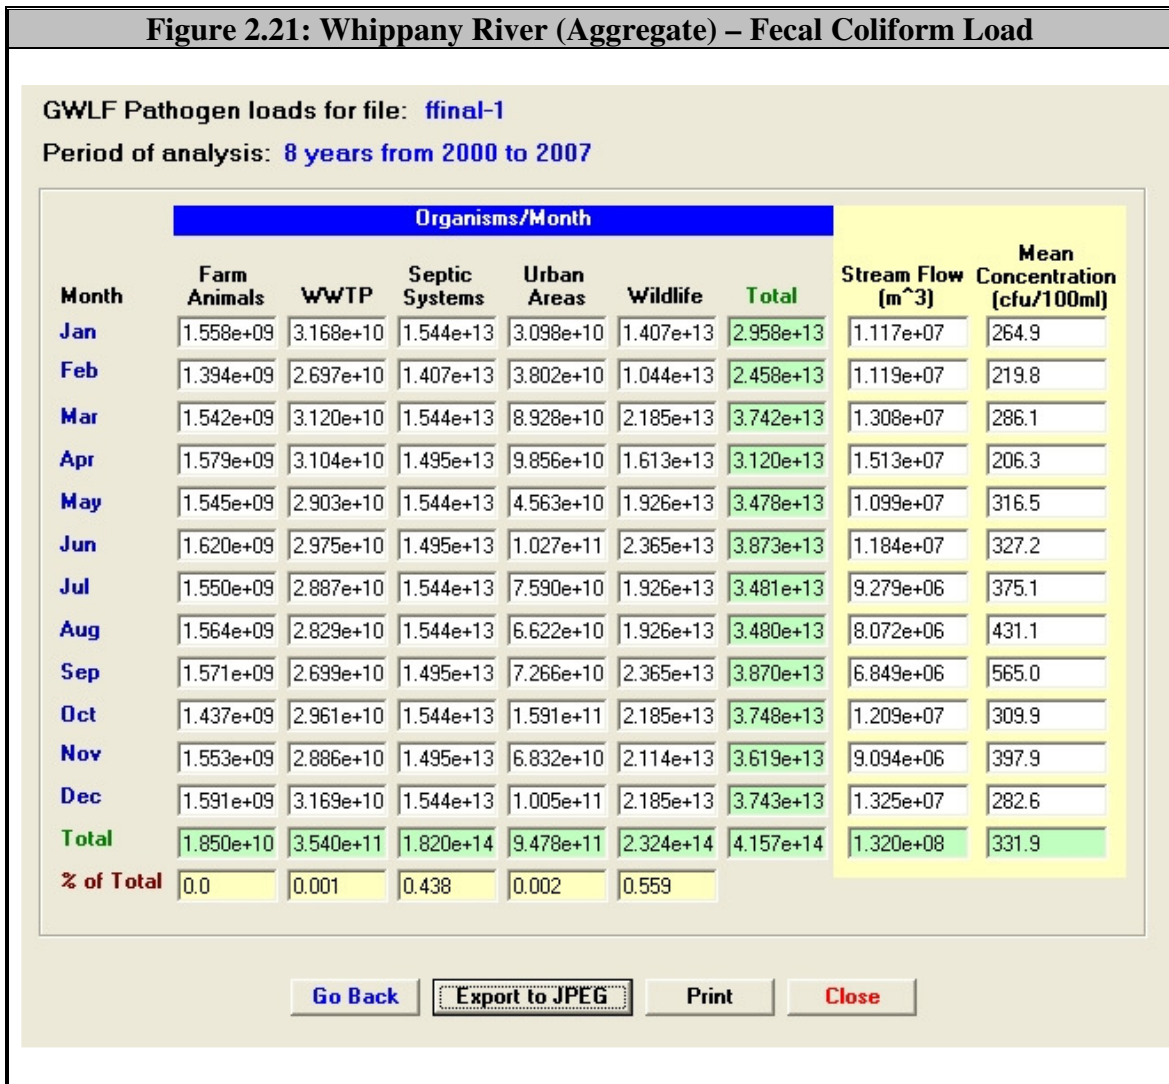 Figure 2.21: Whippany River (Aggregate) – Fecal Coliform Load
GWLF Pathogen loads for file: ffinal-1
Period of analysis: 8 years from 2000 to 2007
Organisms/Month
Month Farm Animals WWTP Septic Systems Urban Areas Wildlife Total Stream Flow (m^3) Mean Concentration (cfu/100ml)
Jan 1.558e+09 3.168e+10 1.544e+13 3.098e+10 1.407e+13 2.958e+13 1.117e+07 264.9
Feb 1.394e+09 2.697e+10 1.407e+13 3.802e+10 1.044e+13 2.458e+13 1.119e+07 219.8
Mar 1.542e+09 3.120e+10 1.544e+13 8.928e+10 2.185e+13 3.742e+13 1.308e+07 286.1
Apr 1.579e+09 3.104e+10 1.495e+13 9.856e+10 1.613e+13 3.120e+13 1.513e+07 206.3
May 1.545e+09 2.903e+10 1.544e+13 4.563e+10 1.926e+13 3.478e+13 1.099e+07 316.5
Jun 1.620e+09 2.975e+10 1.495e+13 1.027e+11 2.365e+13 3.873e+13 1.184e+07 327.2
Jul 1.550e+09 2.887e+10 1.544e+13 7.590e+10 1.926e+13 3.481e+13 9.279e+06 375.1
Aug 1.564e+09 2.829e+10 1.544e+13 6.622e+10 1.926e+13 3.480e+13 8.072e+06 431.1
Sep 1.571e+09 2.699e+10 1.495e+13 7.266e+10 2.365e+13 3.870e+13 6.849e+06 565.0
Oct 1.437e+09 2.961e+10 1.544e+13 1.591e+11 2.185e+13 3.748e+13 1.209e+07 309.9
Nov 1.553e+09 2.886e+10 1.495e+13 6.832e+10 2.114e+13 3.619e+13 9.094e+06 397.9
Dec 1.591e+09 3.169e+10 1.544e+13 1.005e+11 2.185e+13 3.743e+13 1.325e+07 282.6
Total 1.850e+10 3.540e+11 1.820e+14 9.478e+11 2.324e+14 4.157e+14 1.320e+08 331.9
% of Total 0.0 0.001 0.438 0.002 0.559
Go Back Export to JPEG Print Close